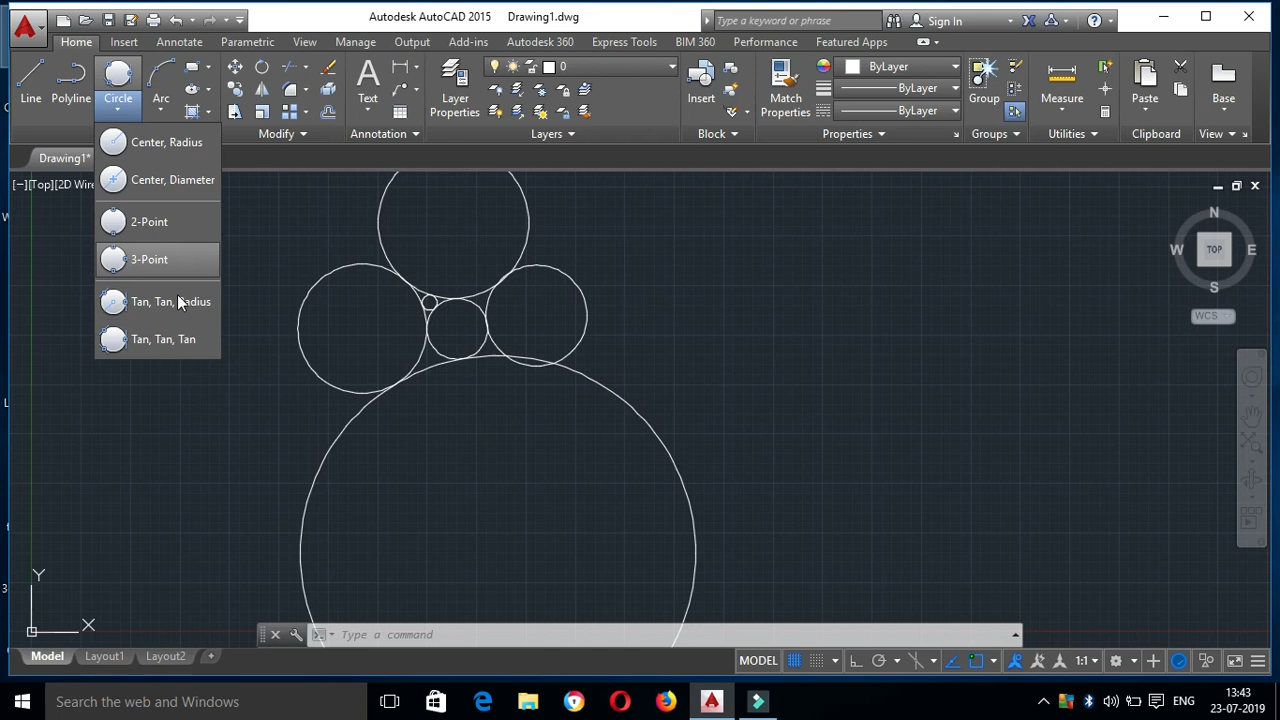 Autodesk AutoCAD 2015 Drawing1.dwg
Type a keyword or phrase
Sign In
Home Insert Annotate Parametric View Manage Output Add-ins Autodesk 360 Express Tools BIM 360 Performance Featured Apps
Line Polyline Circle Arc
Modify
Text
Annotation
Layer Properties
0
Layers
Insert
Block
Match Properties
ByLayer
ByLayer
ByLayer
Properties
Group
Groups
Measure
Utilities
Paste
Clipboard
Base
View
Drawing1*
Center, Radius
Center, Diameter
2-Point
3-Point
Tan, Tan, Radius
Tan, Tan, Tan
[−][Top][2D Wire
N
W TOP E
S
WCS
Y
X
Type a command
Model Layout1 Layout2 +
MODEL
1:1
Search the web and Windows
ENG
13:43
23-07-2019